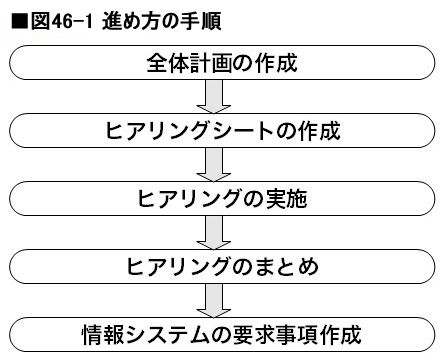 ■図46-1 進め方の手順
全体計画の作成
ヒアリングシートの作成
ヒアリングの実施
ヒアリングのまとめ
情報システムの要求事項作成